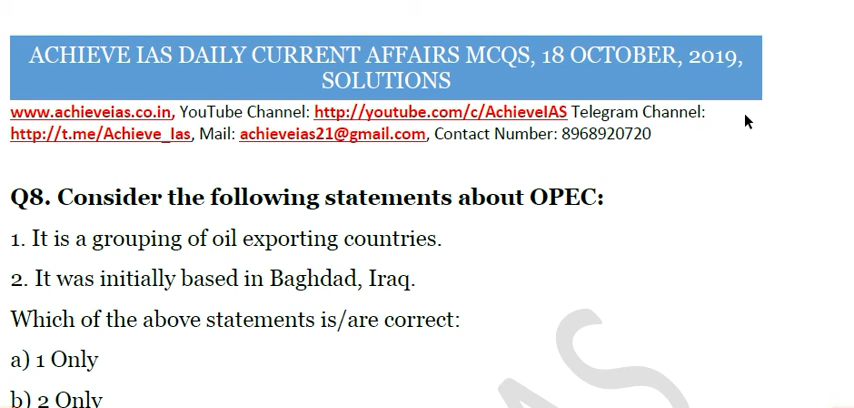 ACHIEVE IAS DAILY CURRENT AFFAIRS MCQS, 18 OCTOBER, 2019,
SOLUTIONS
www.achieveias.co.in, YouTube Channel: http://youtube.com/c/AchieveIAS Telegram Channel:
http://t.me/Achieve_Ias, Mail: achieveias21@gmail.com, Contact Number: 8968920720
Q8. Consider the following statements about OPEC:
1. It is a grouping of oil exporting countries.
2. It was initially based in Baghdad, Iraq.
Which of the above statements is/are correct:
a) 1 Only
b) 2 Only